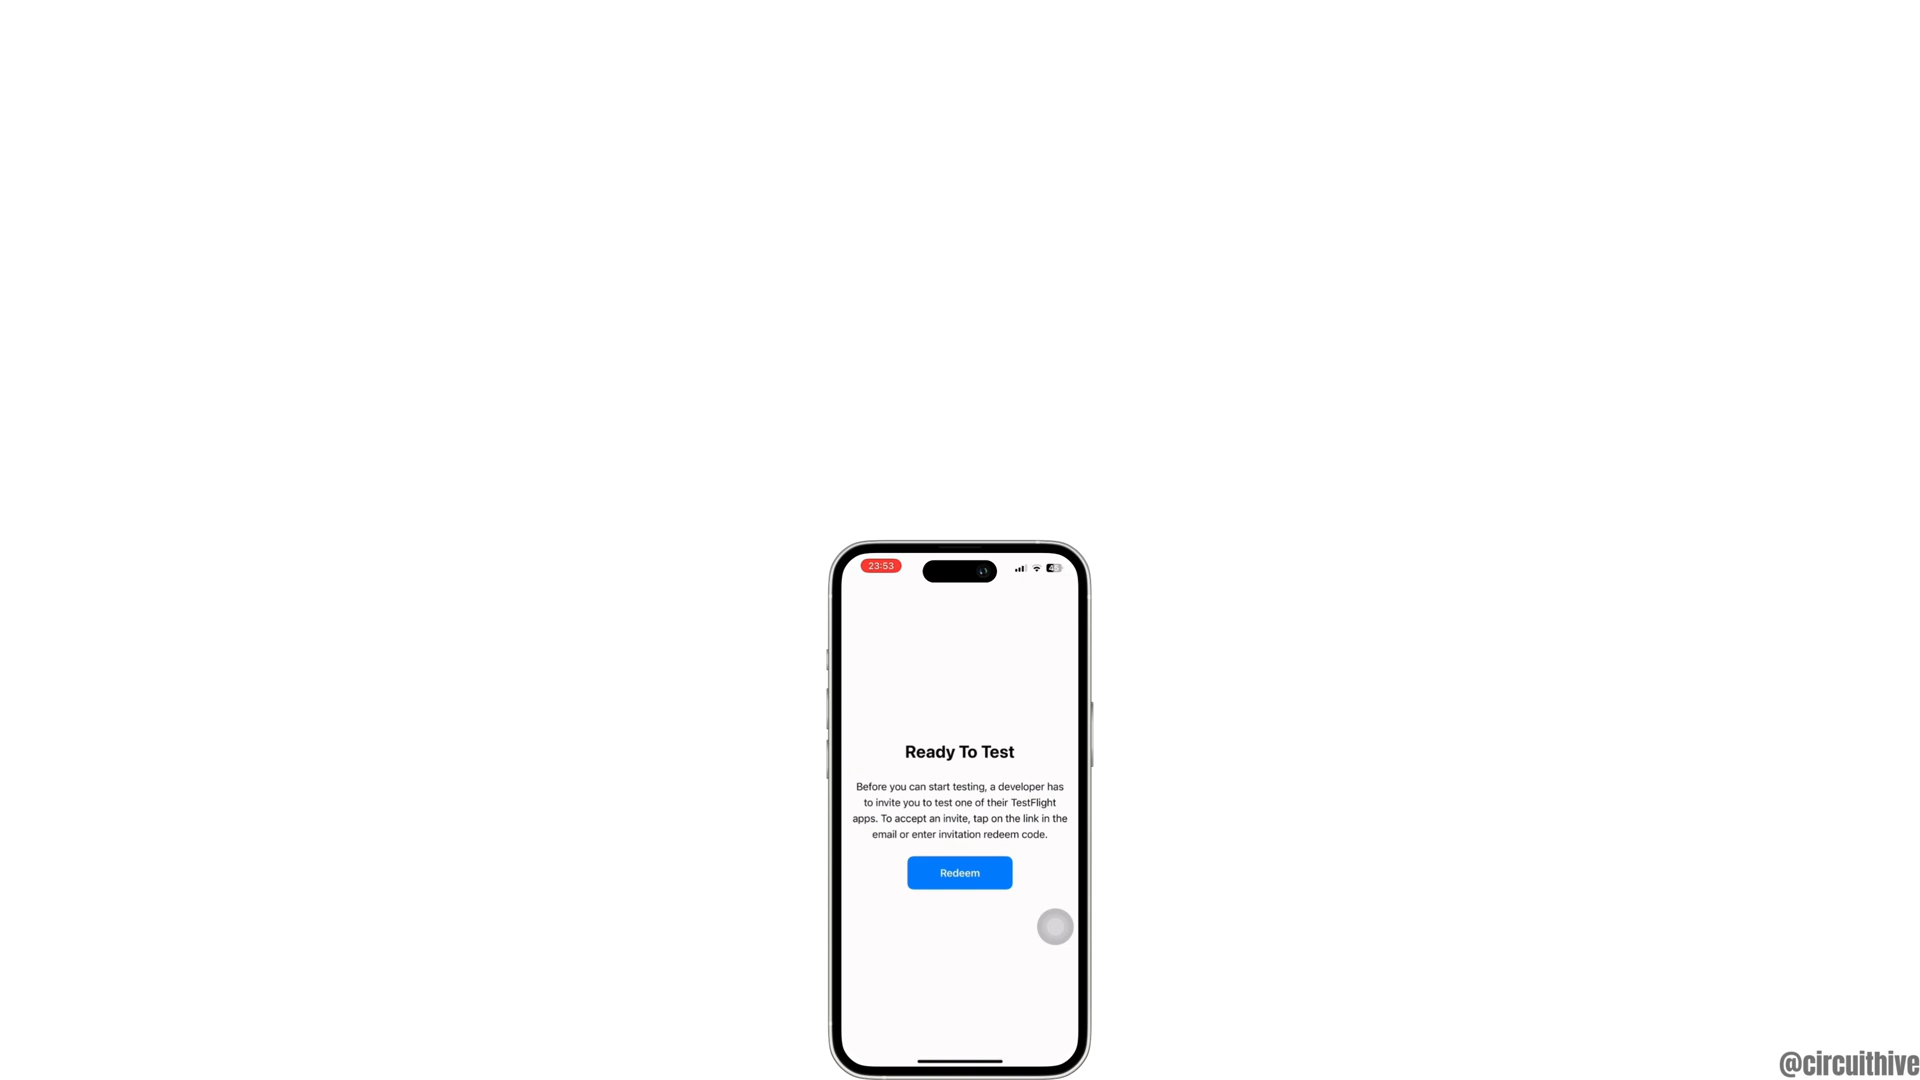 23:53
Ready To Test
Before you can start testing, a developer has
to invite you to test one of their TestFlight
apps. To accept an invite, tap on the link in the
email or enter invitation redeem code.
Redeem
@circuithive